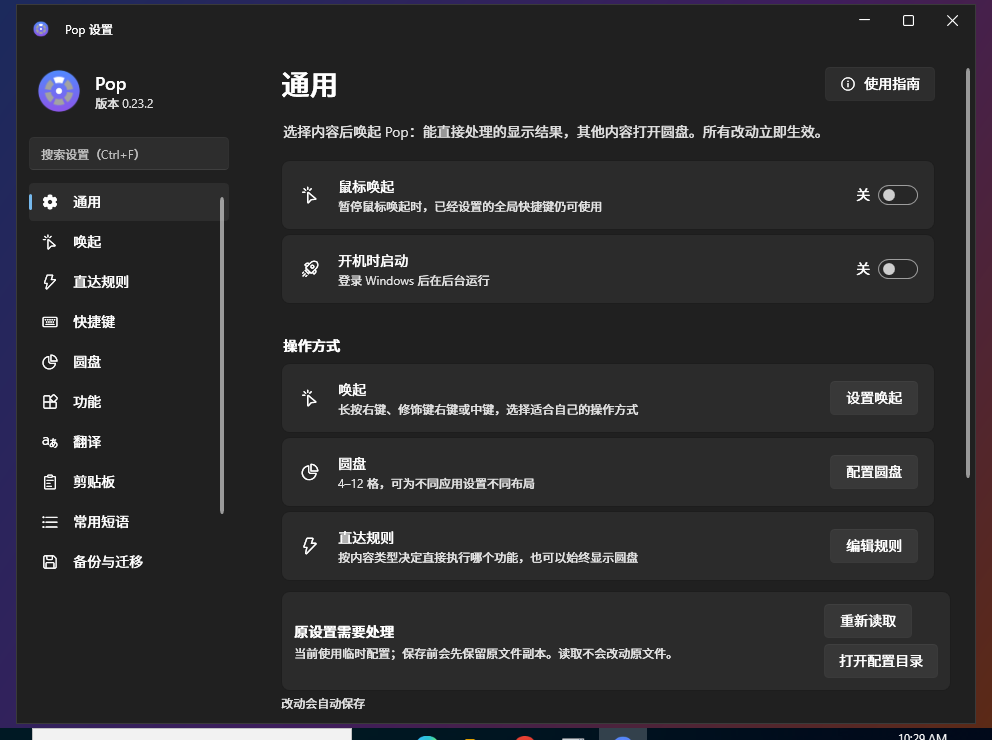 Pop 设置
Pop
版本 0.23.2
搜索设置（Ctrl+F）
通用
唤起
直达规则
快捷键
圆盘
功能
翻译
剪贴板
常用短语
备份与迁移
通用
使用指南
选择内容后唤起 Pop：能直接处理的显示结果，其他内容打开圆盘。所有改动立即生效。
鼠标唤起
暂停鼠标唤起时，已经设置的全局快捷键仍可使用
关
开机时启动
登录 Windows 后在后台运行
关
操作方式
唤起
长按右键、修饰键右键或中键，选择适合自己的操作方式
设置唤起
圆盘
4–12 格，可为不同应用设置不同布局
配置圆盘
直达规则
按内容类型决定直接执行哪个功能，也可以始终显示圆盘
编辑规则
原设置需要处理
当前使用临时配置；保存前会先保留原文件副本。读取不会改动原文件。
重新读取
打开配置目录
改动会自动保存
10:29 AM